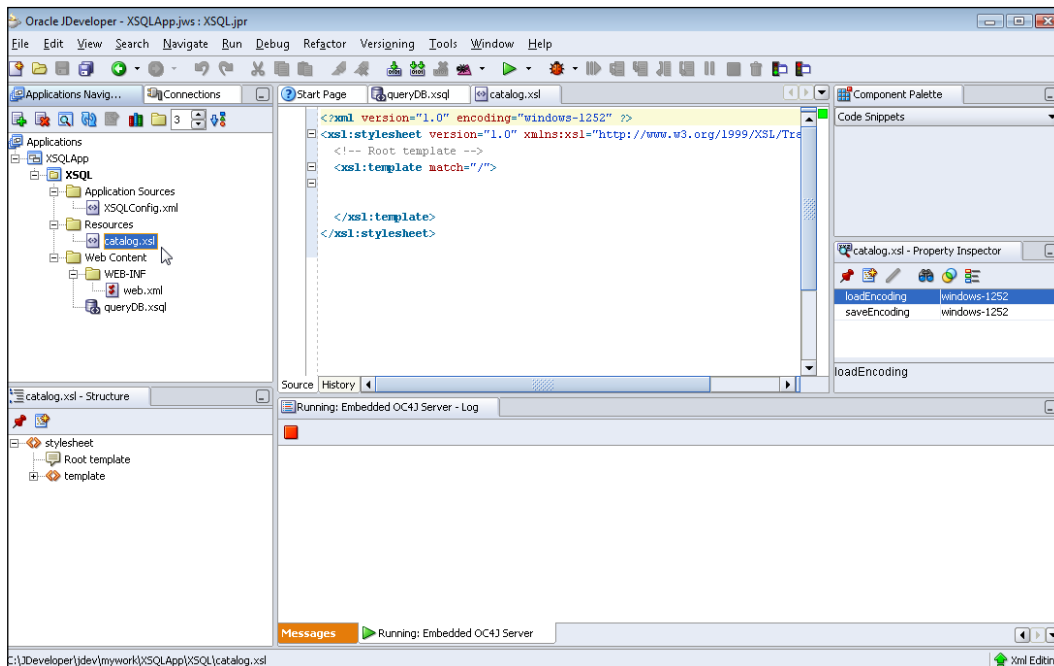 Oracle JDeveloper - XSQLApp.jws : XSQL.jpr
File Edit View Search Navigate Run Debug Refactor Versioning Tools Window Help
Applications Navig...
Connections
3
Applications
XSQLApp
XSQL
Application Sources
XSQLConfig.xml
Resources
catalog.xsl
Web Content
WEB-INF
web.xml
queryDB.xsql
Start Page
queryDB.xsql
catalog.xsl
<?xml version="1.0" encoding="windows-1252" ?>
<xsl:stylesheet version="1.0" xmlns:xsl="http://www.w3.org/1999/XSL/Tra
<!-- Root template -->
<xsl:template match="/">
</xsl:template>
</xsl:stylesheet>
Source History
Component Palette
Code Snippets
catalog.xsl - Property Inspector
loadEncoding windows-1252
saveEncoding windows-1252
loadEncoding
catalog.xsl - Structure
stylesheet
Root template
template
Running: Embedded OC4J Server - Log
Messages
Running: Embedded OC4J Server
C:\JDeveloper\jdev\mywork\XSQLApp\XSQL\catalog.xsl
Xml Editin